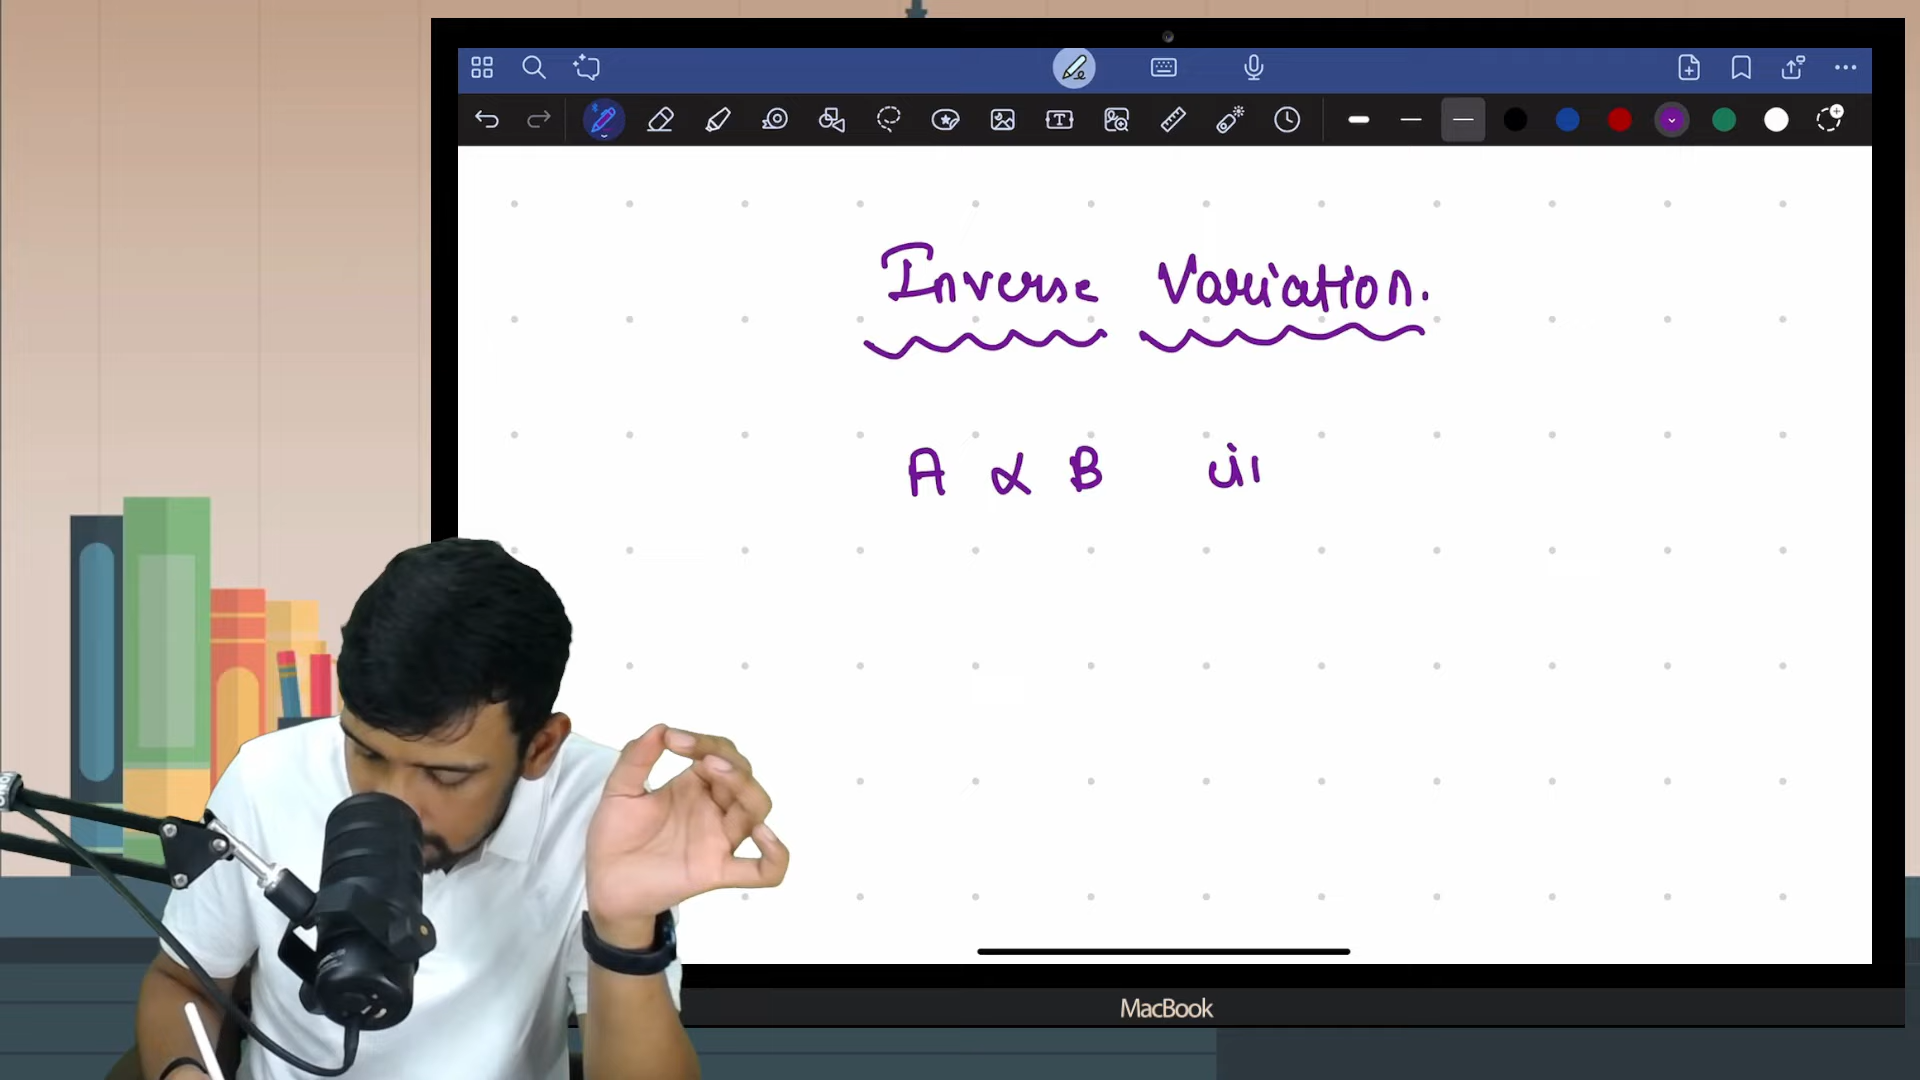 Inverse Variation.
A α B
MacBook